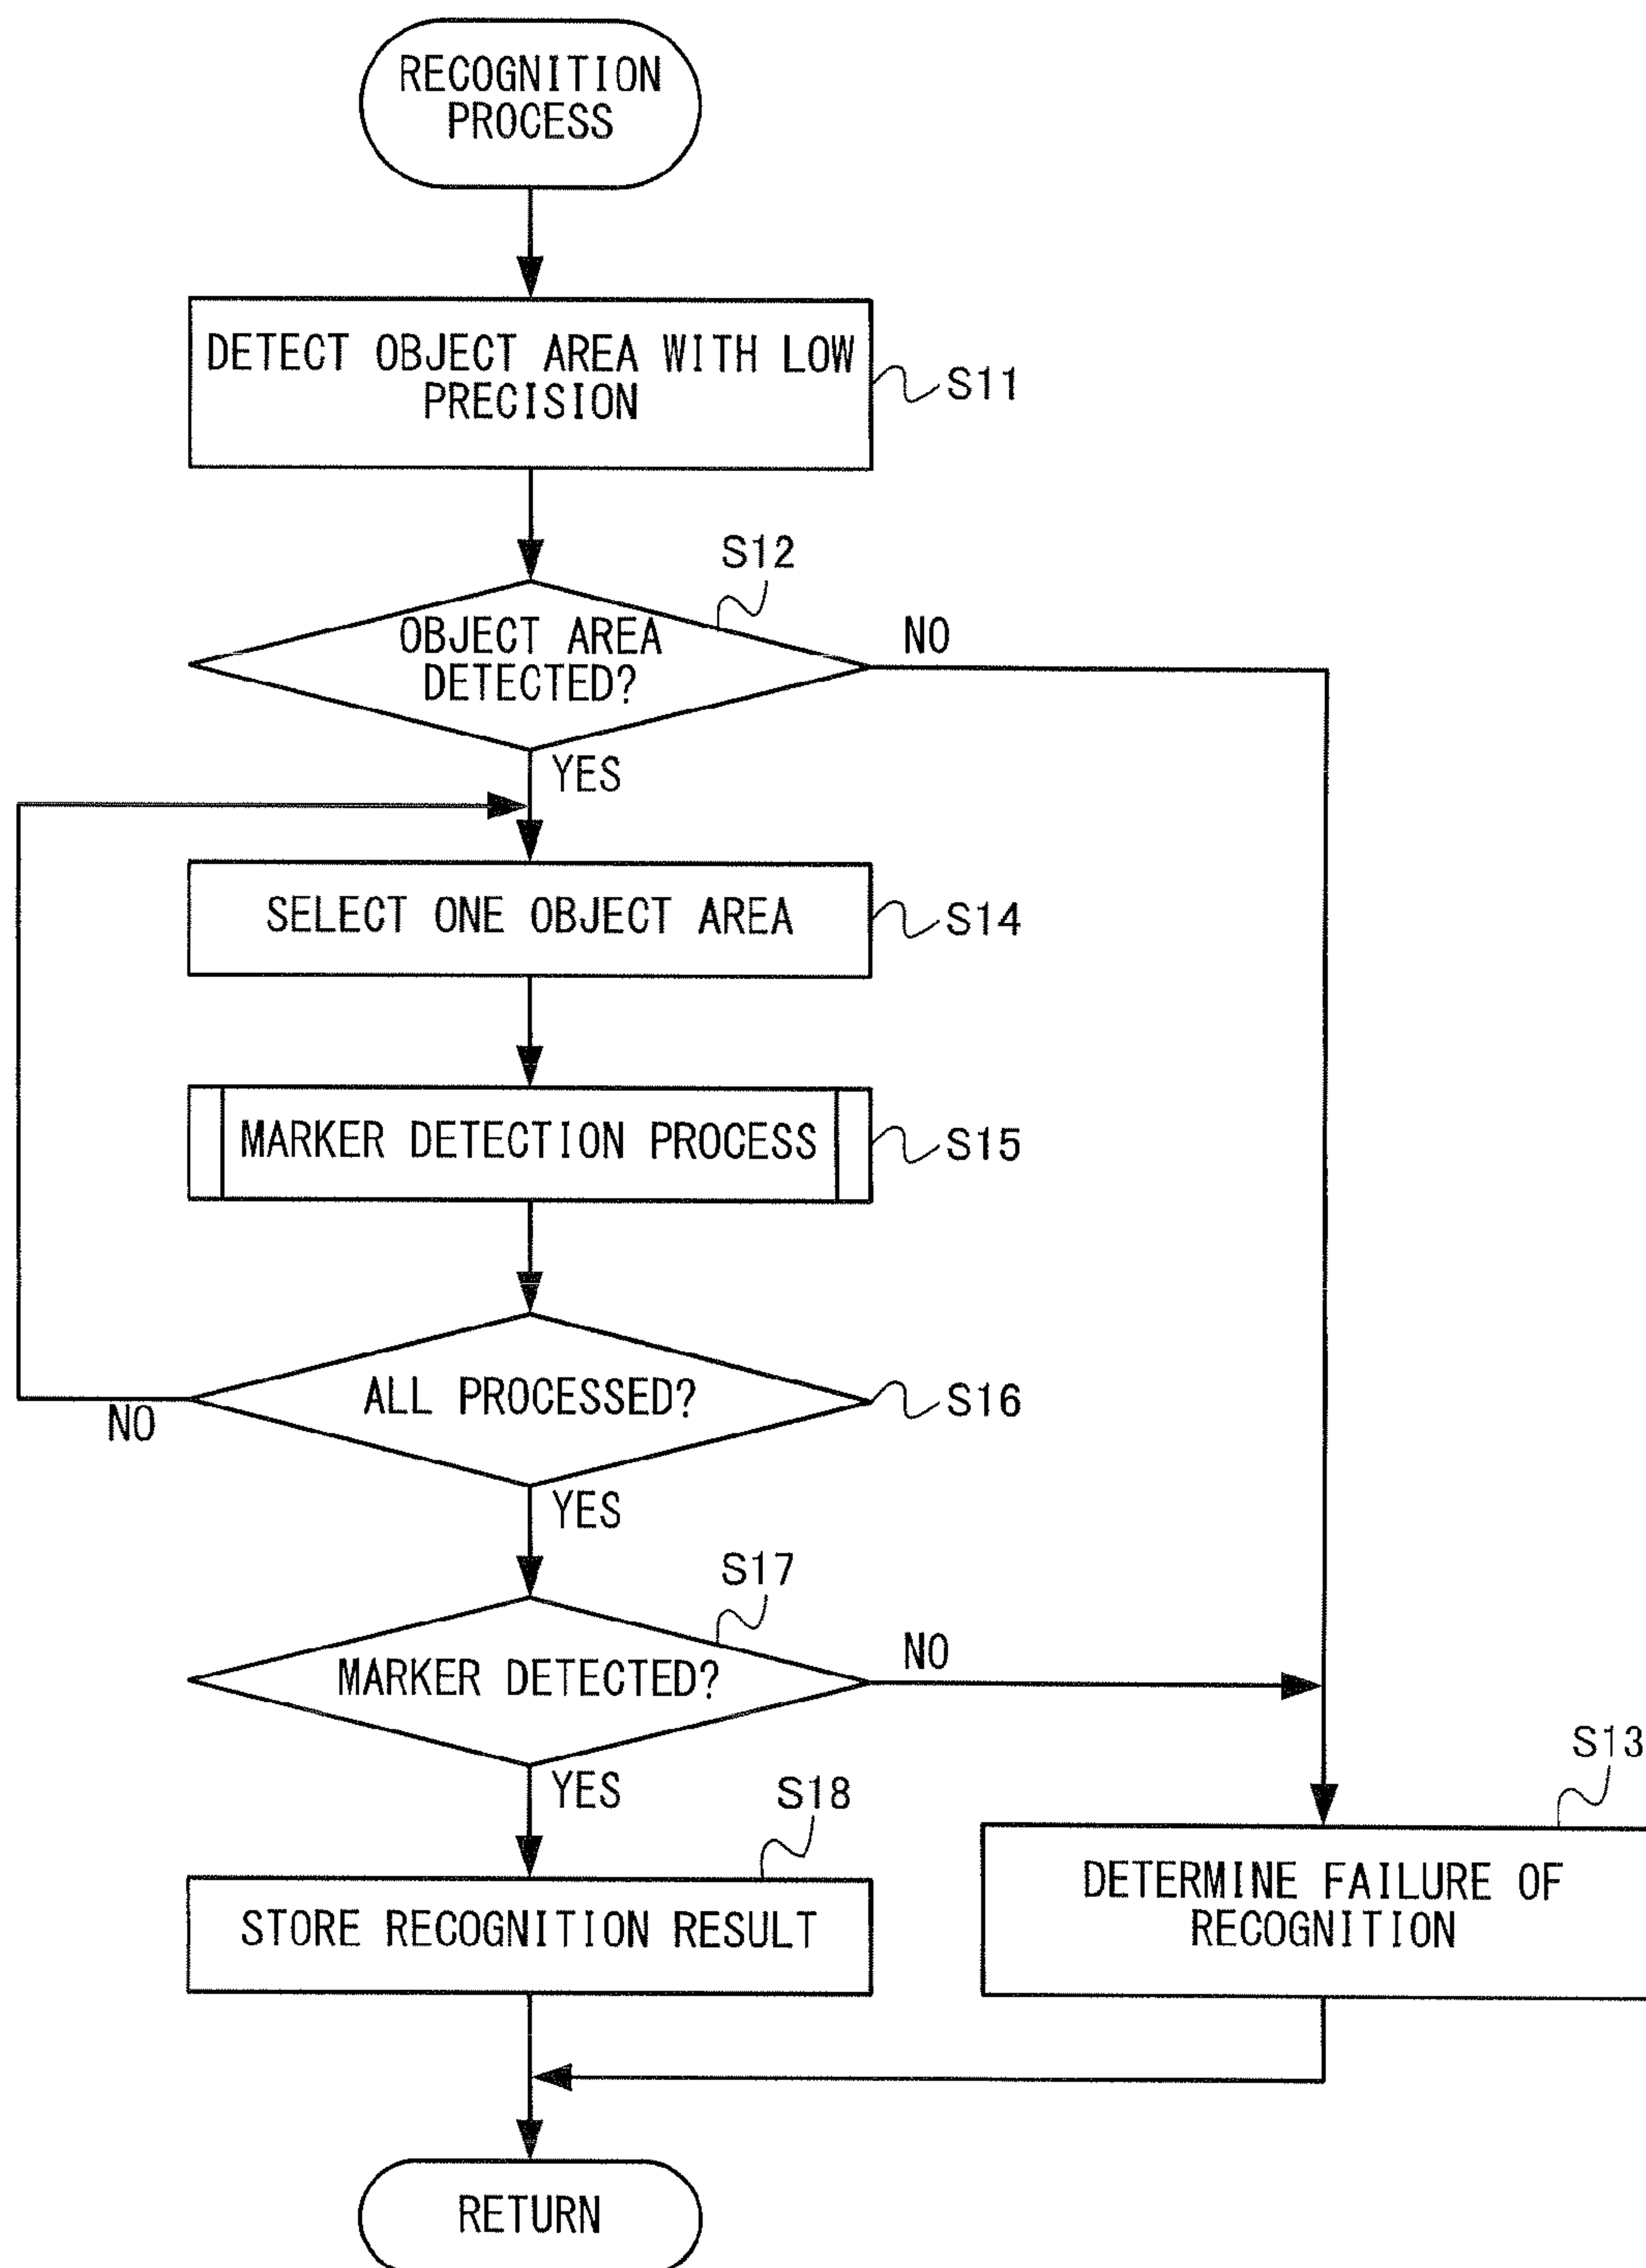 RECOGNITION
PROCESS
DETECT OBJECT AREA WITH LOW
PRECISION
S11
S12
OBJECT AREA
DETECTED?
NO
YES
SELECT ONE OBJECT AREA
S14
MARKER DETECTION PROCESS
S15
ALL PROCESSED?
S16
NO
YES
S17
MARKER DETECTED?
NO
YES
S13
S18
DETERMINE FAILURE OF
RECOGNITION
STORE RECOGNITION RESULT
RETURN